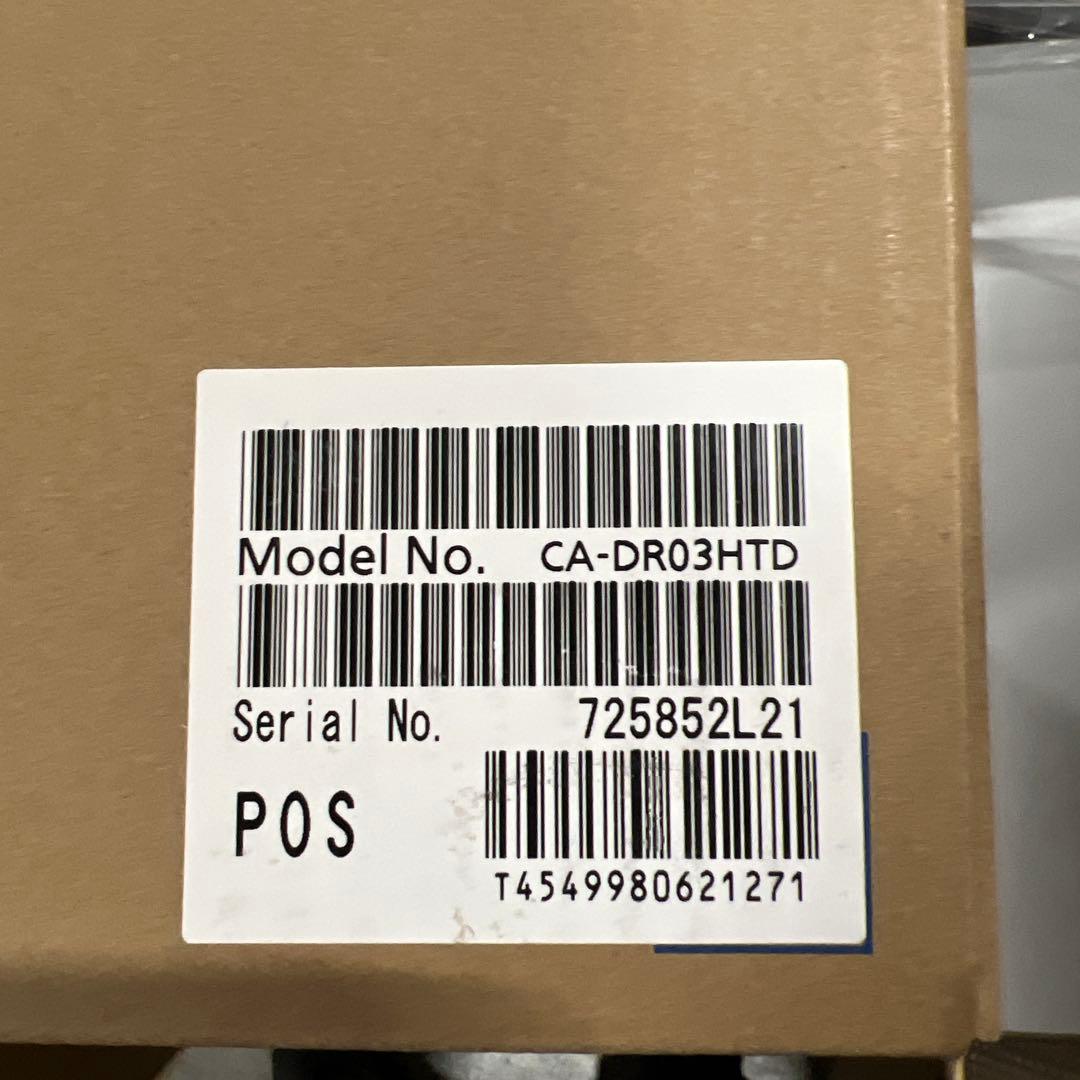 Model No. CA-DR03HTD
Serial No. 725852L21
POS
T4549980621271